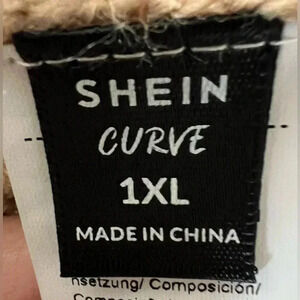 SHEIN
CURVE
1XL
MADE IN CHINA
nsetzung/ Composición/